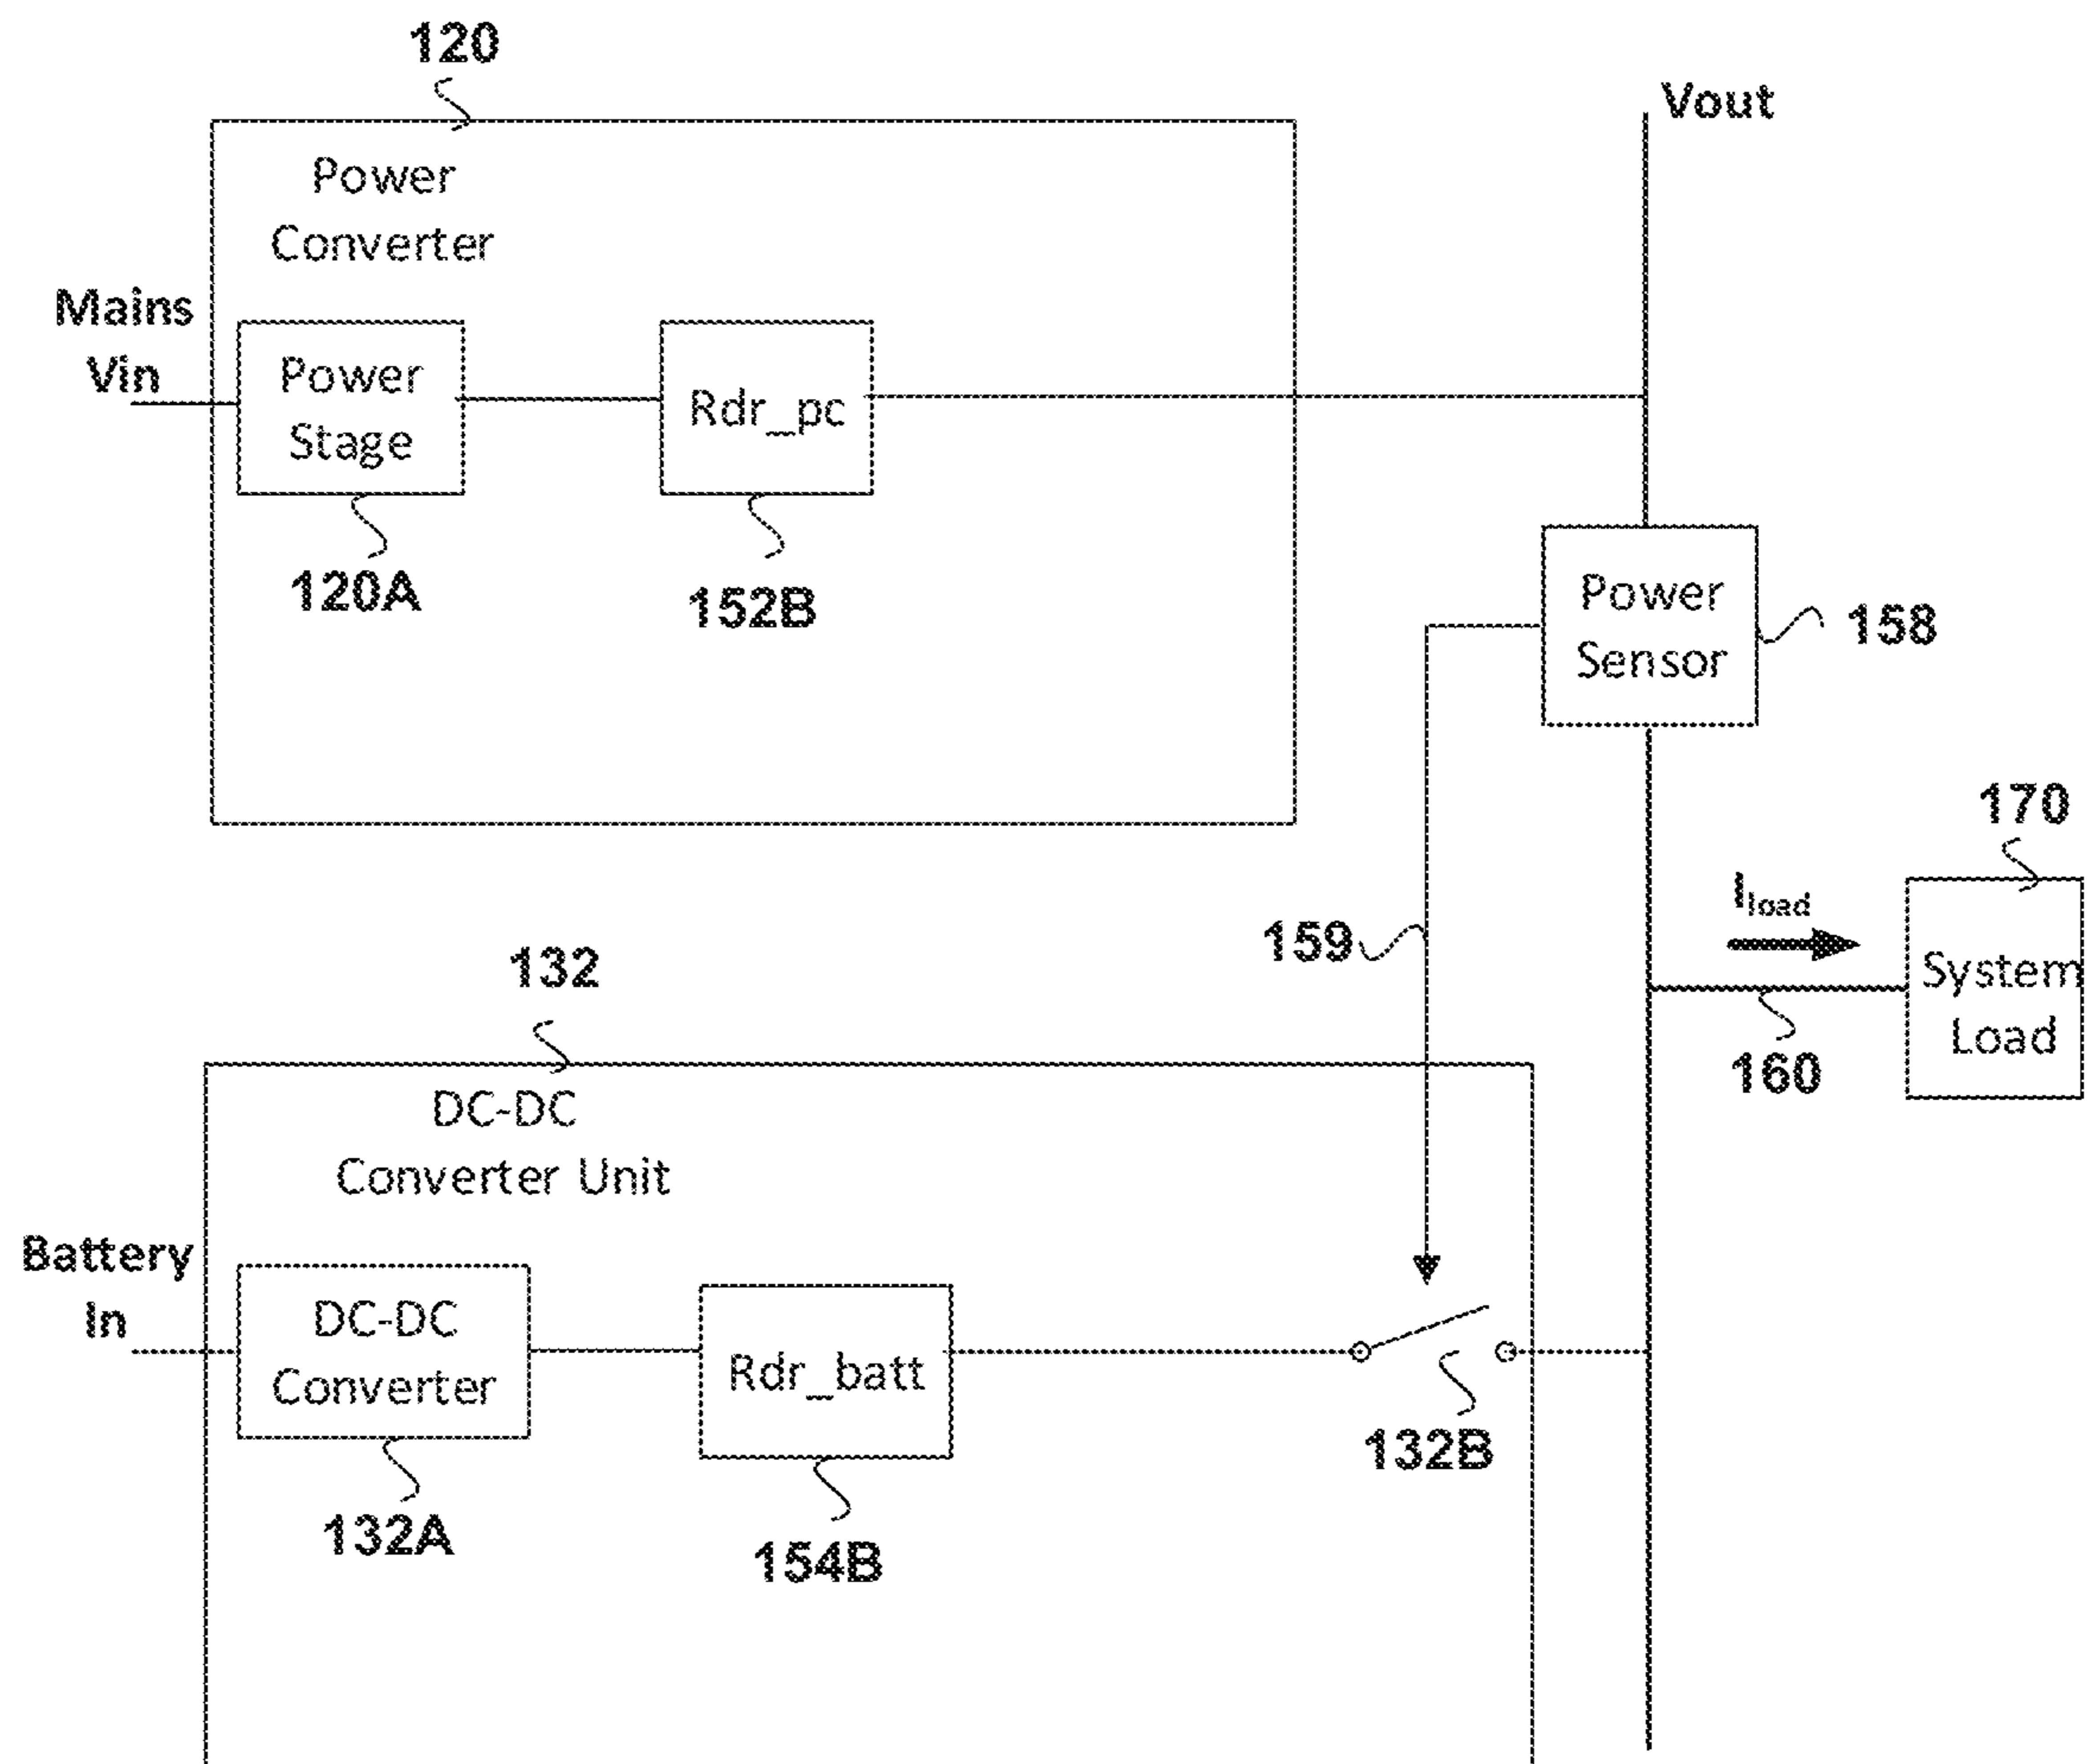 120
Vout
Power
Converter
Mains
Vin
Power
Stage
Rdr_pc
120A
152B
Power
Sensor
158
170
I_load
159
System
Load
160
132
DC-DC
Converter Unit
Battery
In
DC-DC
Converter
Rdr_batt
132B
132A
154B